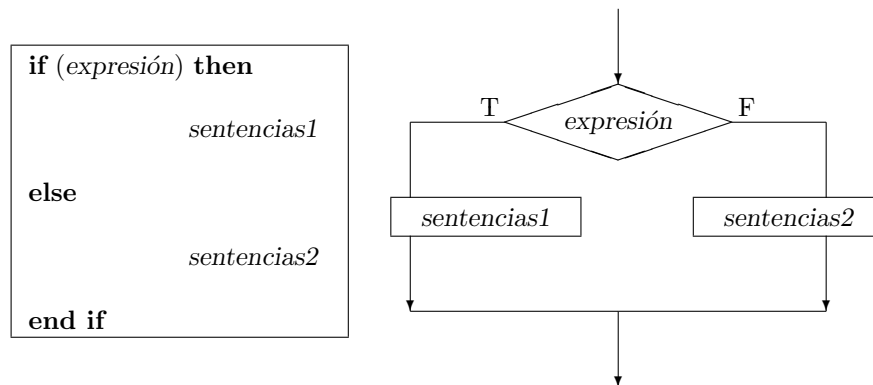 if (expresión) then
sentencias1
else
sentencias2
end if
T
expresión
F
sentencias1
sentencias2